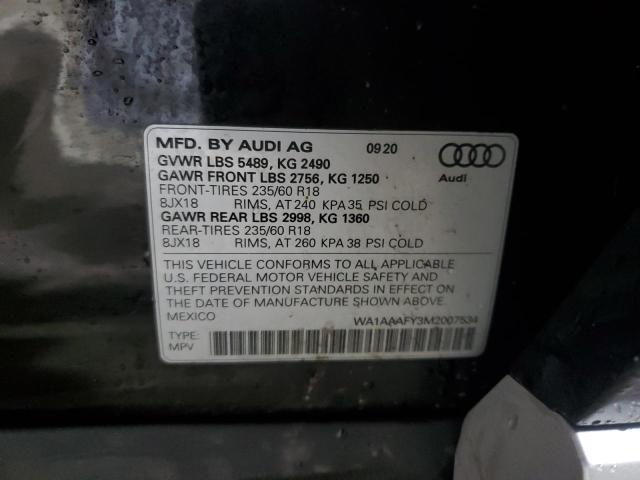 MFD. BY AUDI AG 09 20
GVWR LBS 5489, KG 2490
GAWR FRONT LBS 2756, KG 1250
FRONT-TIRES 235/60 R18
8JX18 RIMS, AT 240 KPA 35 PSI COLD
GAWR REAR LBS 2998, KG 1360
REAR-TIRES 235/60 R18
8JX18 RIMS, AT 260 KPA 38 PSI COLD
Audi
THIS VEHICLE CONFORMS TO ALL APPLICABLE
U.S. FEDERAL MOTOR VEHICLE SAFETY AND
THEFT PREVENTION STANDARDS IN EFFECT ON
THE DATE OF MANUFACTURE SHOWN ABOVE.
MEXICO WA1AAAFY3M2007534
TYPE:
MPV